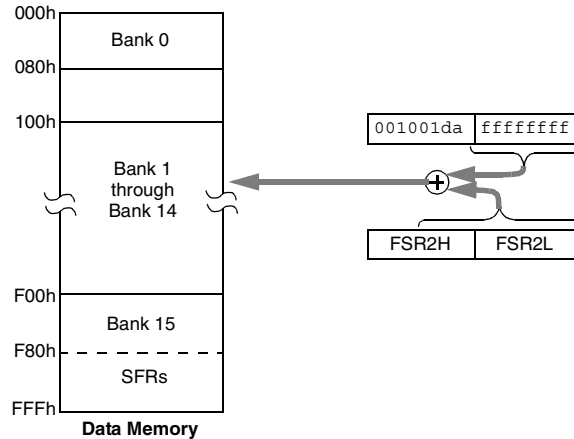 000h
Bank 0
080h
100h
001001da ffffffff
Bank 1
through
Bank 14
FSR2H FSR2L
F00h
Bank 15
F80h
SFRs
FFFh
Data Memory